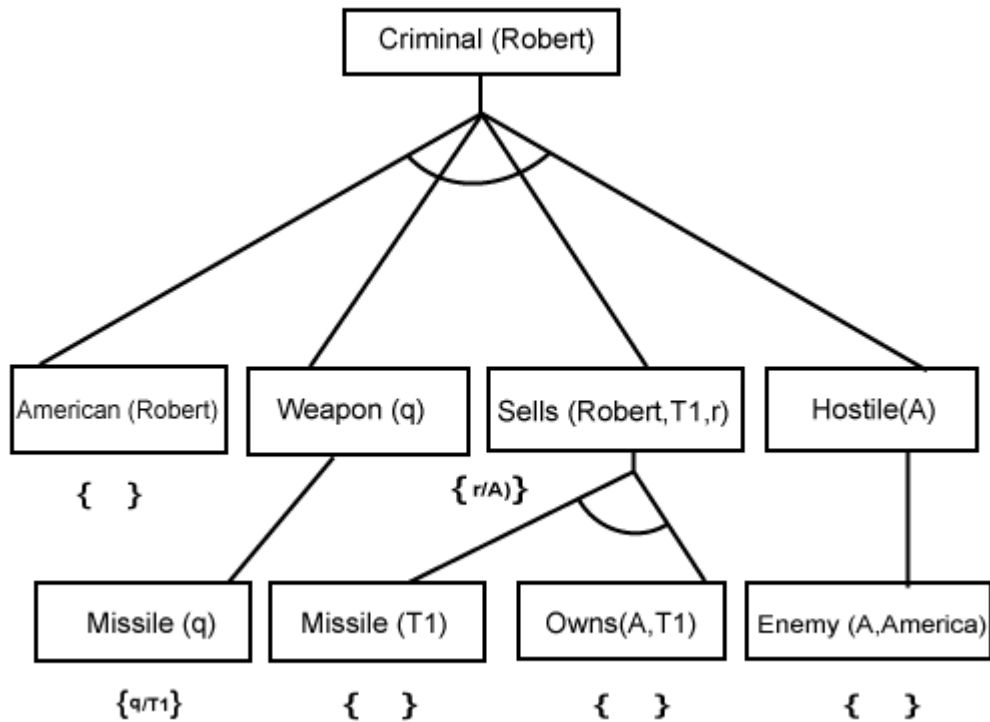 Criminal (Robert)
American (Robert)
Weapon (q)
Sells (Robert,T1,r)
Hostile(A)
{ }
{ r/A)}
Missile (q)
Missile (T1)
Owns(A,T1)
Enemy (A,America)
{q/T1}
{ }
{ }
{ }